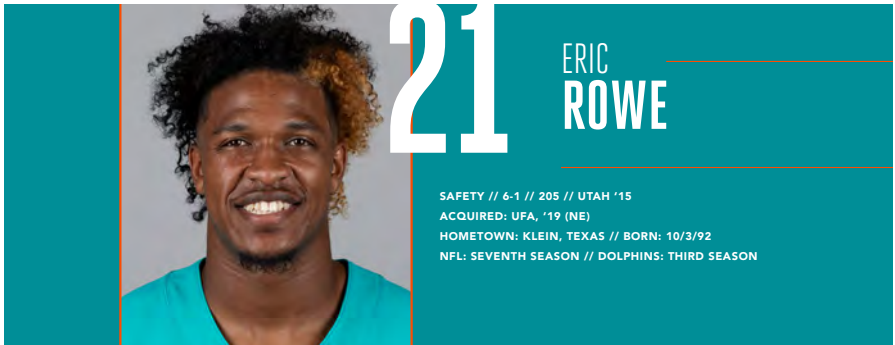 21
ERIC
ROWE
SAFETY // 6-1 // 205 // UTAH ’15
ACQUIRED: UFA, ’19 (NE)
HOMETOWN: KLEIN, TEXAS // BORN: 10/3/92
NFL: SEVENTH SEASON // DOLPHINS: THIRD SEASON